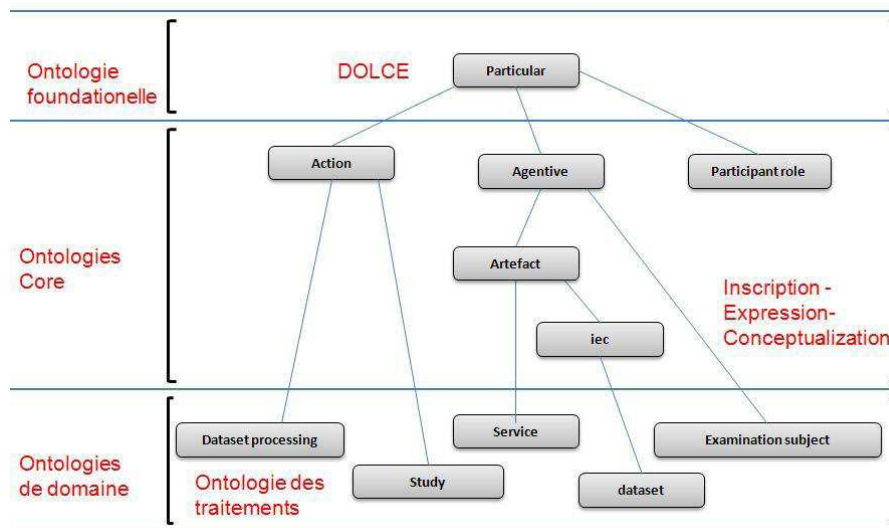 Ontologie
foundationelle
DOLCE
Particular
Action
Agentive
Participant role
Ontologies
Core
Artefact
Inscription -
Expression-
Conceptualization
iec
Dataset processing
Service
Examination subject
Ontologies
de domaine
Ontologie des
traitements
Study
dataset